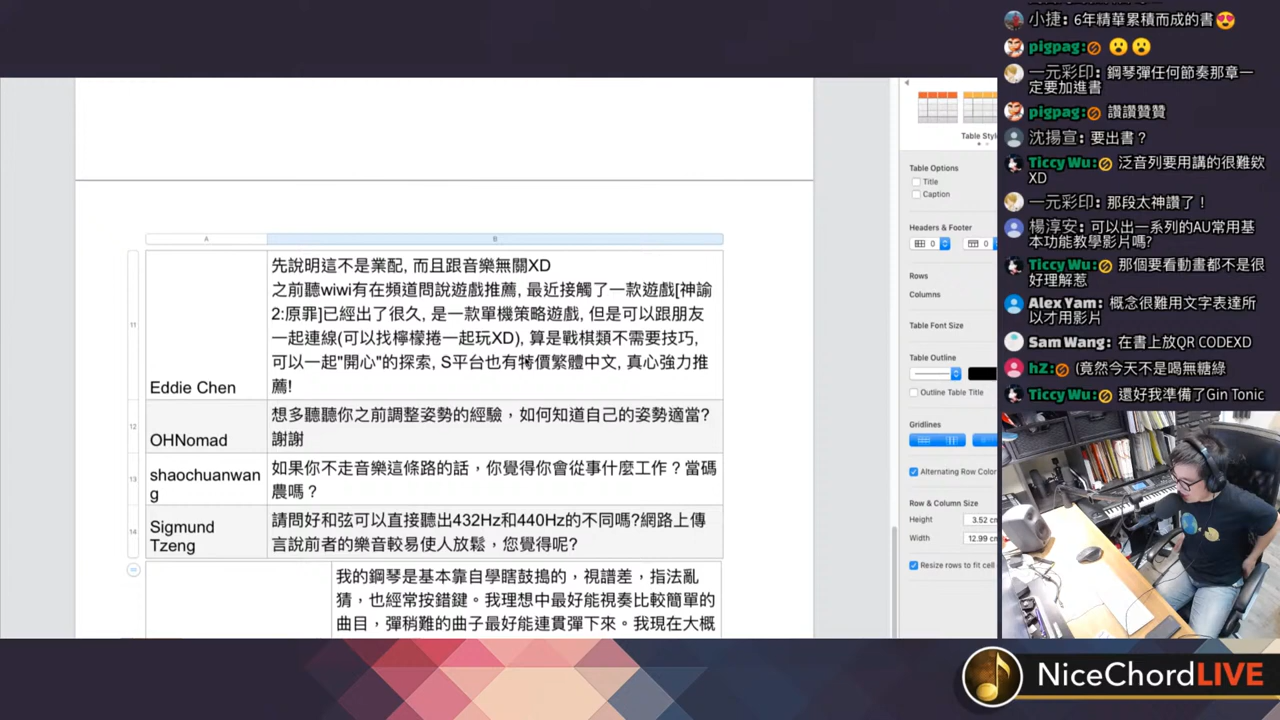 小捷: 6年精華累積而成的書
pigpag:
一元彩印: 鋼琴彈任何節奏那章一
定要加進書
pigpag: 讚讚贊贊
沈揚宣: 要出書？
Ticcy Wu: 泛音列要用講的很難欸
XD
一元彩印: 那段太神讚了！
楊淳安: 可以出一系列的AU常用基
本功能教學影片嗎?
Ticcy Wu: 那個要看動畫都不是很
好理解惹
Alex Yam: 概念很難用文字表達所
以才用影片
Sam Wang: 在書上放QR CODEXD
hZ: (竟然今天不是喝無糖綠
Ticcy Wu: 還好我準備了Gin Tonic
A
B
11
Eddie Chen
先說明這不是業配, 而且跟音樂無關XD
之前聽wiwi有在頻道問說遊戲推薦, 最近接觸了一款遊戲[神諭
2:原罪]已經出了很久, 是一款單機策略遊戲, 但是可以跟朋友
一起連線(可以找檸檬捲一起玩XD), 算是戰棋類不需要技巧,
可以一起"開心"的探索, S平台也有特價繁體中文, 真心強力推
薦!
12
OHNomad
想多聽聽你之前調整姿勢的經驗，如何知道自己的姿勢適當?
謝謝
13
shaochuanwan
g
如果你不走音樂這條路的話，你覺得你會從事什麼工作？當碼
農嗎？
14
Sigmund
Tzeng
請問好和弦可以直接聽出432Hz和440Hz的不同嗎?網路上傳
言說前者的樂音較易使人放鬆，您覺得呢?
我的鋼琴是基本靠自學瞎鼓搗的，視譜差，指法亂
猜，也經常按錯鍵。我理想中最好能視奏比較簡單的
曲目，彈稍難的曲子最好能連貫彈下來。我現在大概
Table Style
Table Options
Title
Caption
Headers & Footer
0
0
Rows
Columns
Table Font Size
Table Outline
Outline Table Title
Gridlines
Alternating Row Color
Row & Column Size
Height
3.52 cm
Width
12.99 cm
Resize rows to fit cell
NiceChordLIVE